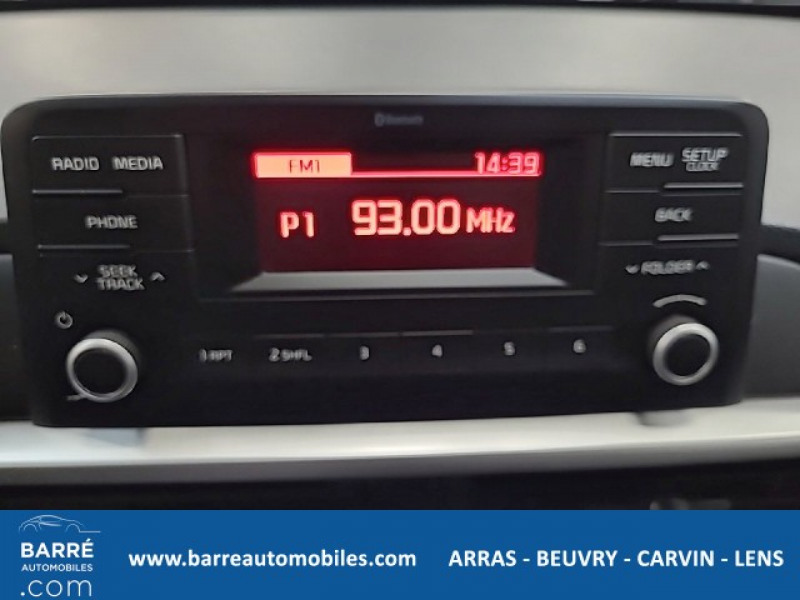 Bluetooth
RADIO MEDIA
FM1 14:39
MENU SETUP
CLOCK
PHONE
P1 93.00 MHz
BACK
SEEK
TRACK
FOLDER
1 RPT 2 SHFL 3 4 5 6
BARRÉ
AUTOMOBILES
.com
www.barreautomobiles.com
ARRAS - BEUVRY - CARVIN - LENS